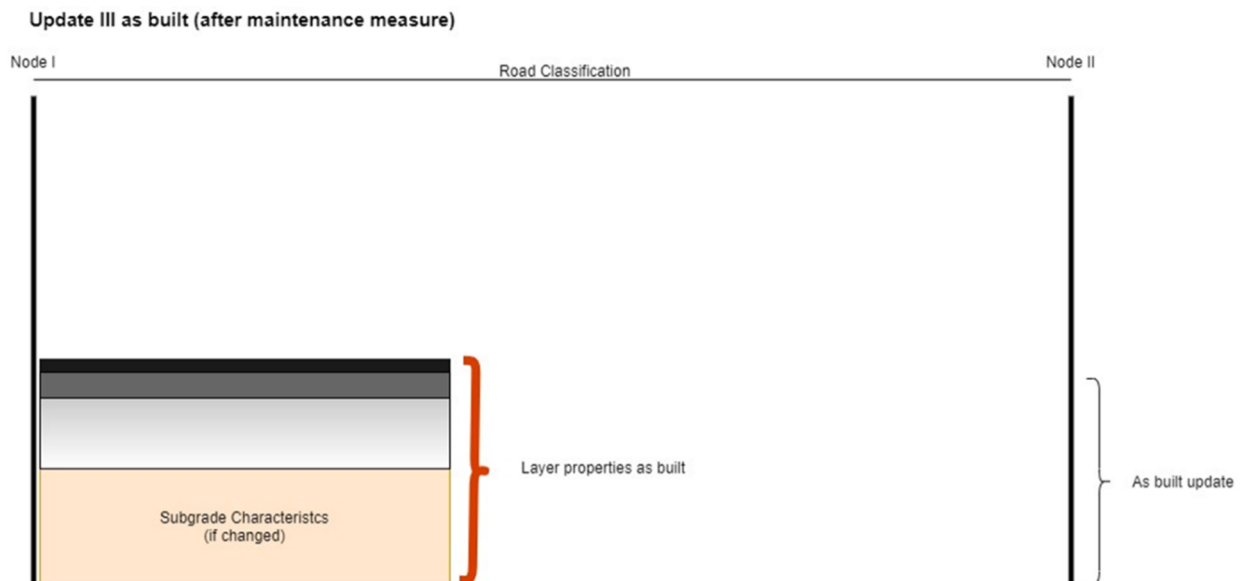 Update III as built (after maintenance measure)
Node I
Node II
Road Classification
Layer properties as built
As built update
Subgrade Characteristcs
(if changed)